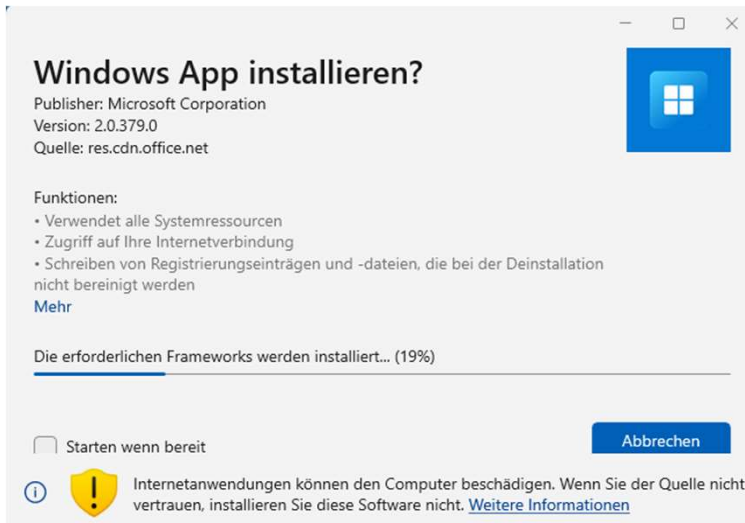 Windows App installieren?
Publisher: Microsoft Corporation
Version: 2.0.379.0
Quelle: res.cdn.office.net
Funktionen:
• Verwendet alle Systemressourcen
• Zugriff auf Ihre Internetverbindung
• Schreiben von Registrierungseinträgen und -dateien, die bei der Deinstallation
nicht bereinigt werden
Mehr
Die erforderlichen Frameworks werden installiert... (19%)
Starten wenn bereit
Abbrechen
Internetanwendungen können den Computer beschädigen. Wenn Sie der Quelle nicht
vertrauen, installieren Sie diese Software nicht. Weitere Informationen